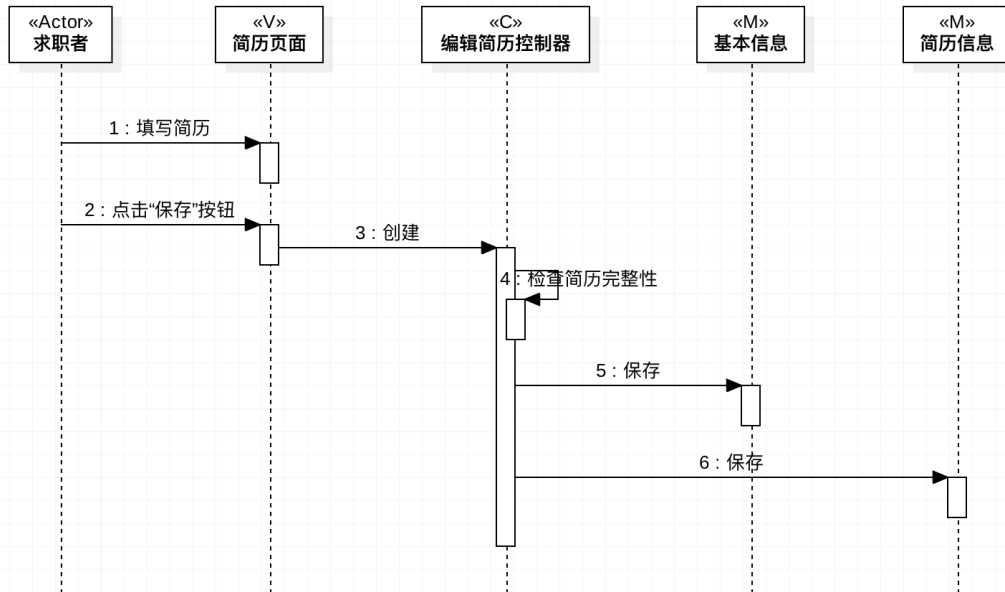 «Actor»
求职者
«V»
简历页面
«C»
编辑简历控制器
«M»
基本信息
«M»
简历信息
1 : 填写简历
2 : 点击“保存”按钮
3 : 创建
4 : 检查简历完整性
5 : 保存
6 : 保存